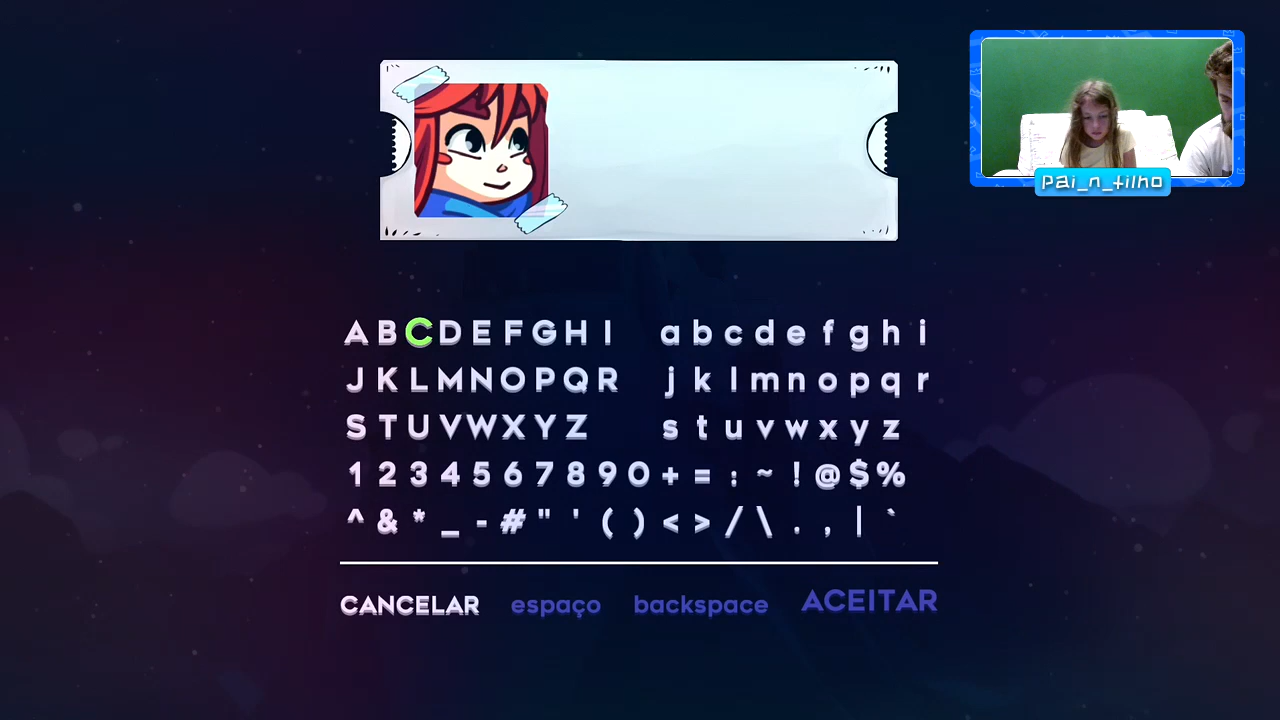 pai_n_filho
A B C D E F G H I a b c d e f g h i
J K L M N O P Q R j k l m n o p q r
S T U V W X Y Z s t u v w x y z
1 2 3 4 5 6 7 8 9 0 + = : ~ ! @ $ %
^ & * _ - # " ' ( ) < > / \ . , | `
CANCELAR espaço backspace ACEITAR